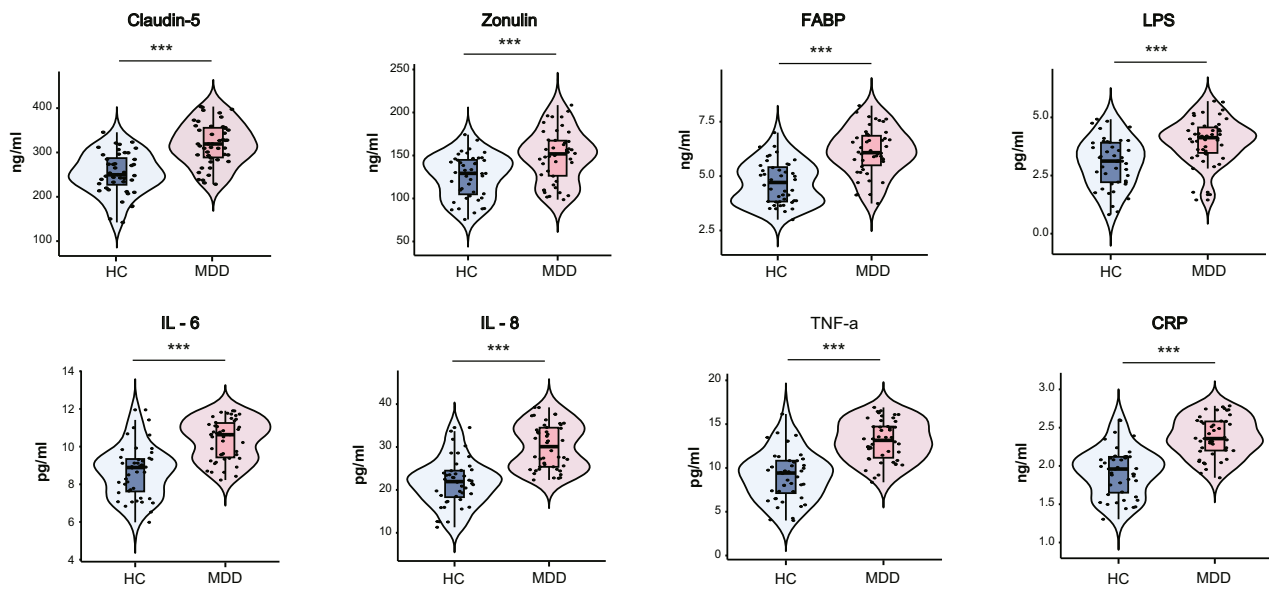 Claudin-5
***
ng/ml
400
300
200
100
HC MDD
Zonulin
***
ng/ml
250
200
150
100
50
HC MDD
FABP
***
ng/ml
7.5
5.0
2.5
HC MDD
LPS
***
pg/ml
5.0
2.5
0.0
HC MDD
IL - 6
***
pg/ml
14
12
10
8
6
4
HC MDD
IL - 8
***
pg/ml
40
30
20
10
HC MDD
TNF-a
***
pg/ml
20
15
10
5
0
HC MDD
CRP
***
ng/ml
3.0
2.5
2.0
1.5
1.0
HC MDD